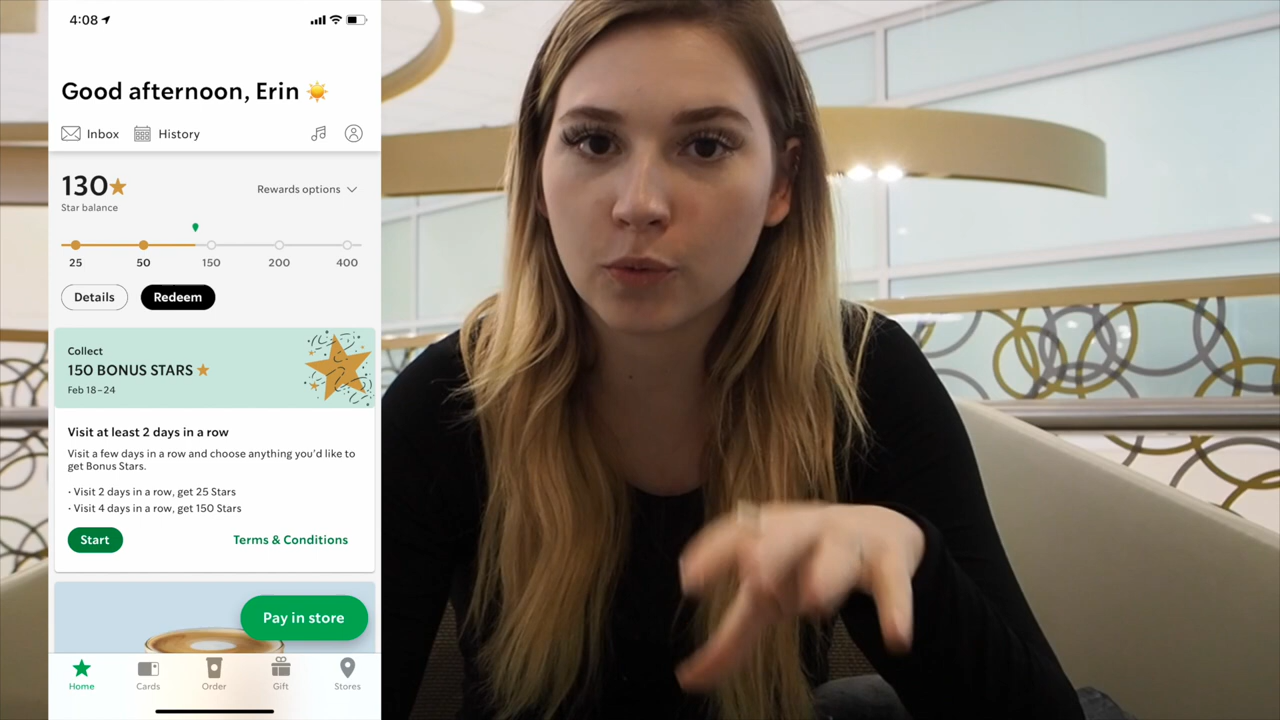 4:08
Good afternoon, Erin
Inbox
History
130
Rewards options
Star balance
25 50 150 200 400
Details
Redeem
Collect
150 BONUS STARS
Feb 18–24
Visit at least 2 days in a row
Visit a few days in a row and choose anything you'd like to
get Bonus Stars.
· Visit 2 days in a row, get 25 Stars
· Visit 4 days in a row, get 150 Stars
Start
Terms & Conditions
Pay in store
Home
Cards
Order
Gift
Stores